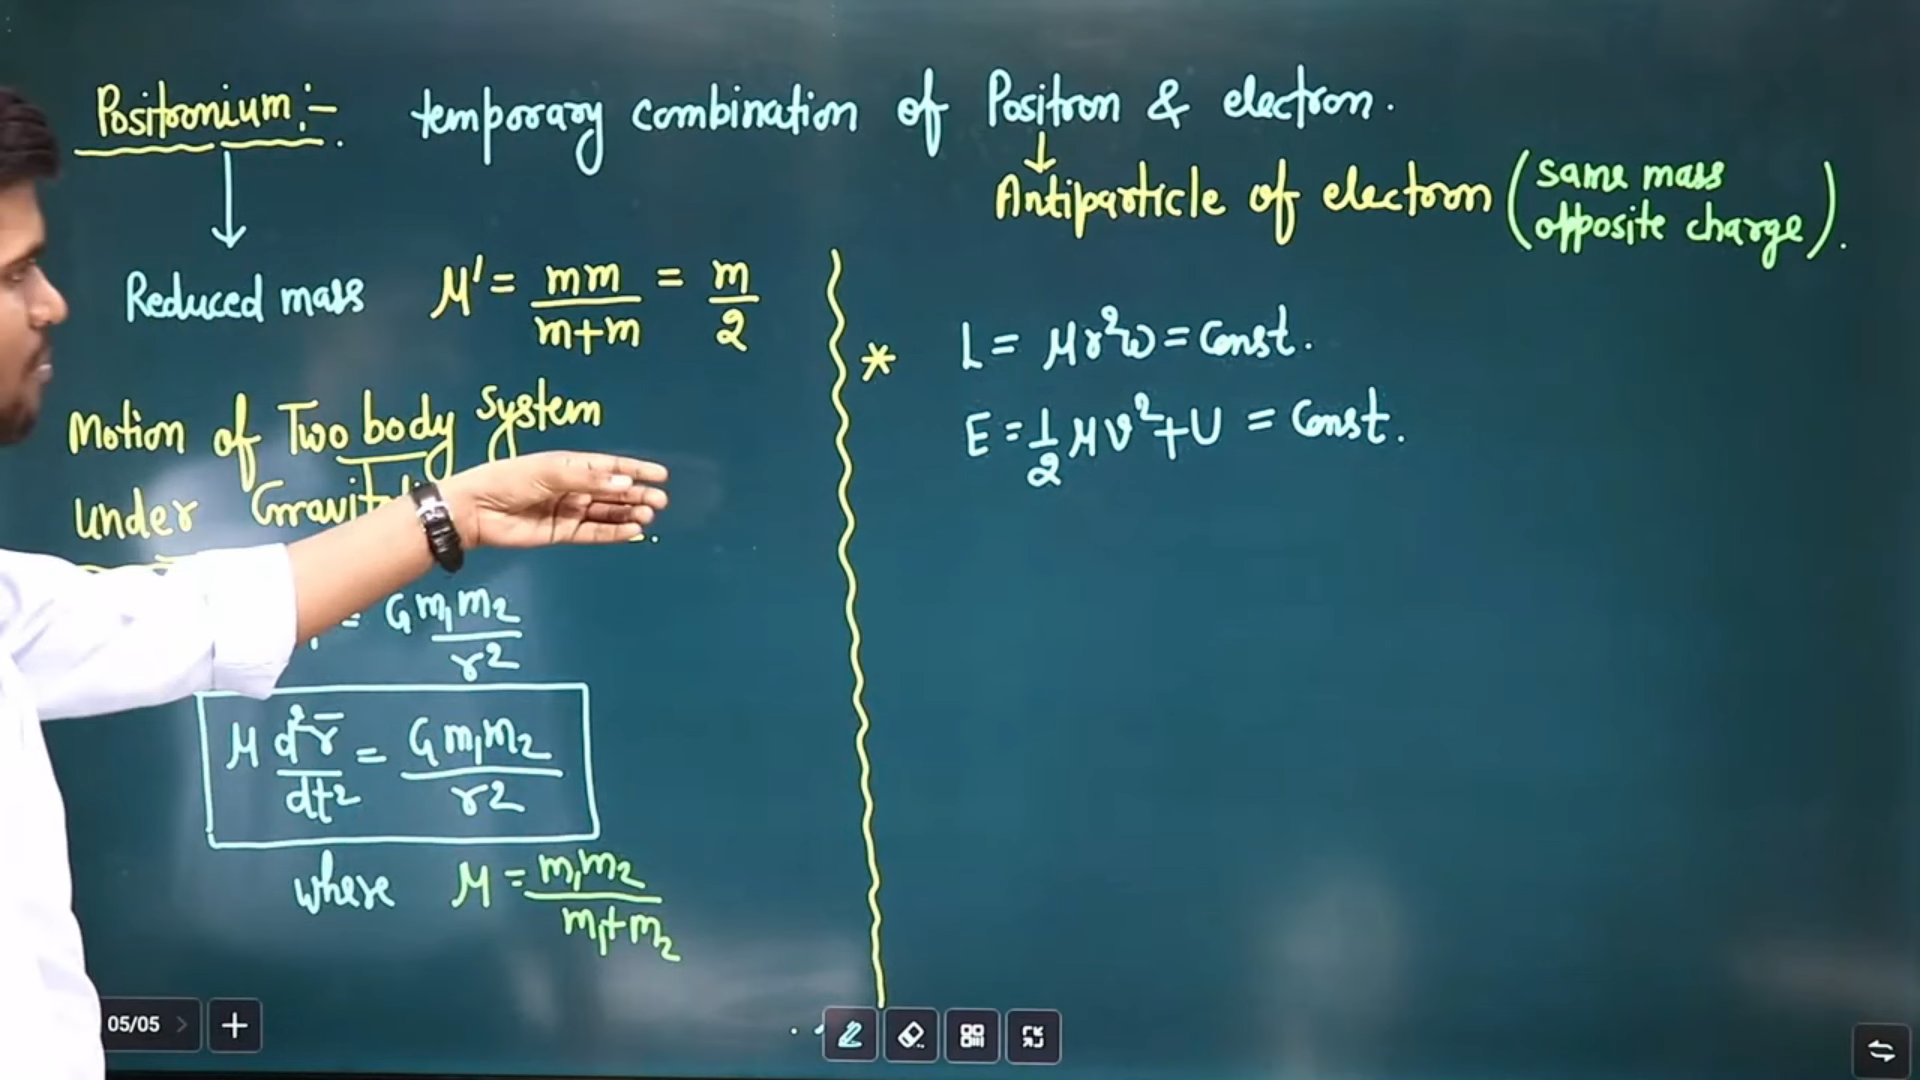 Positronium :-  temporary combination of Positron & electron.
↓
Antiparticle of electron (same mass
opposite charge).
↓
Reduced mass μ' = mm/(m+m) = m/2
Motion of Two body system
under
= G m₁m₂/r²
μ d²r̄/dt² = G m₁m₂/r²
where μ = m₁m₂/(m₁+m₂)
* L = μr²ω = Const.
E = 1/2 μv² + U = Const.
05/05 > +